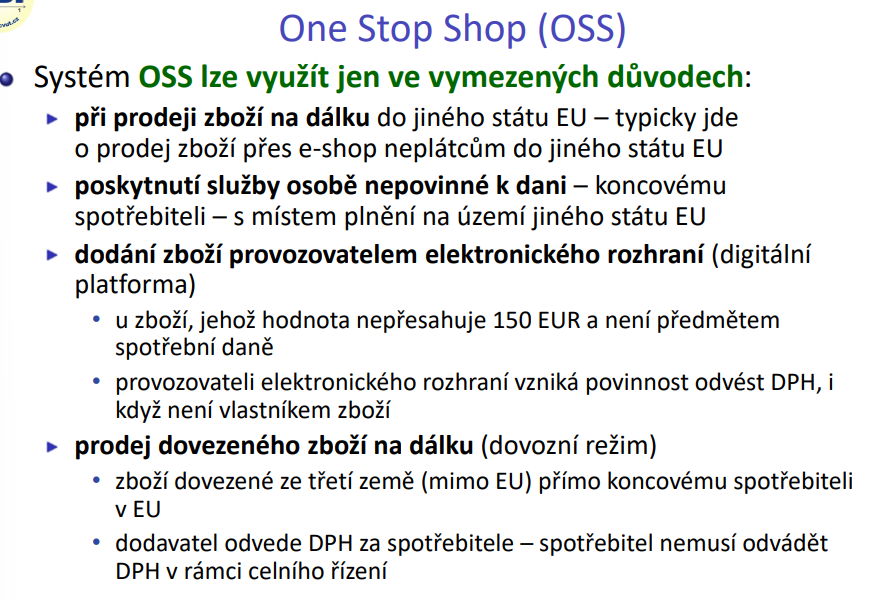 One Stop Shop (OSS)
Systém OSS lze využít jen ve vymezených důvodech:
při prodeji zboží na dálku do jiného státu EU – typicky jde
o prodej zboží přes e-shop neplátcům do jiného státu EU
poskytnutí služby osobě nepovinné k dani – koncovému
spotřebiteli – s místem plnění na území jiného státu EU
dodání zboží provozovatelem elektronického rozhraní (digitální
platforma)
u zboží, jehož hodnota nepřesahuje 150 EUR a není předmětem
spotřební daně
provozovateli elektronického rozhraní vzniká povinnost odvést DPH, i
když není vlastníkem zboží
prodej dovezeného zboží na dálku (dovozní režim)
zboží dovezené ze třetí země (mimo EU) přímo koncovému spotřebiteli
v EU
dodavatel odvede DPH za spotřebitele – spotřebitel nemusí odvádět
DPH v rámci celního řízení